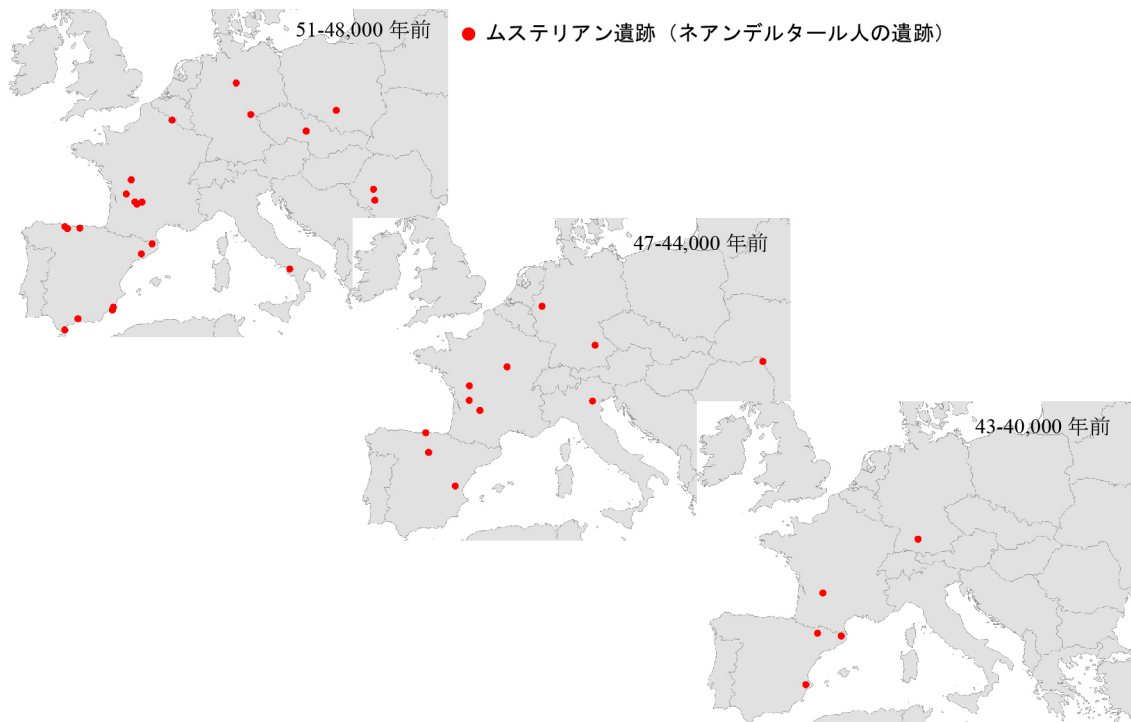 51-48,000 年前
ムステリアン遺跡（ネアンデルタール人の遺跡）
47-44,000 年前
43-40,000 年前